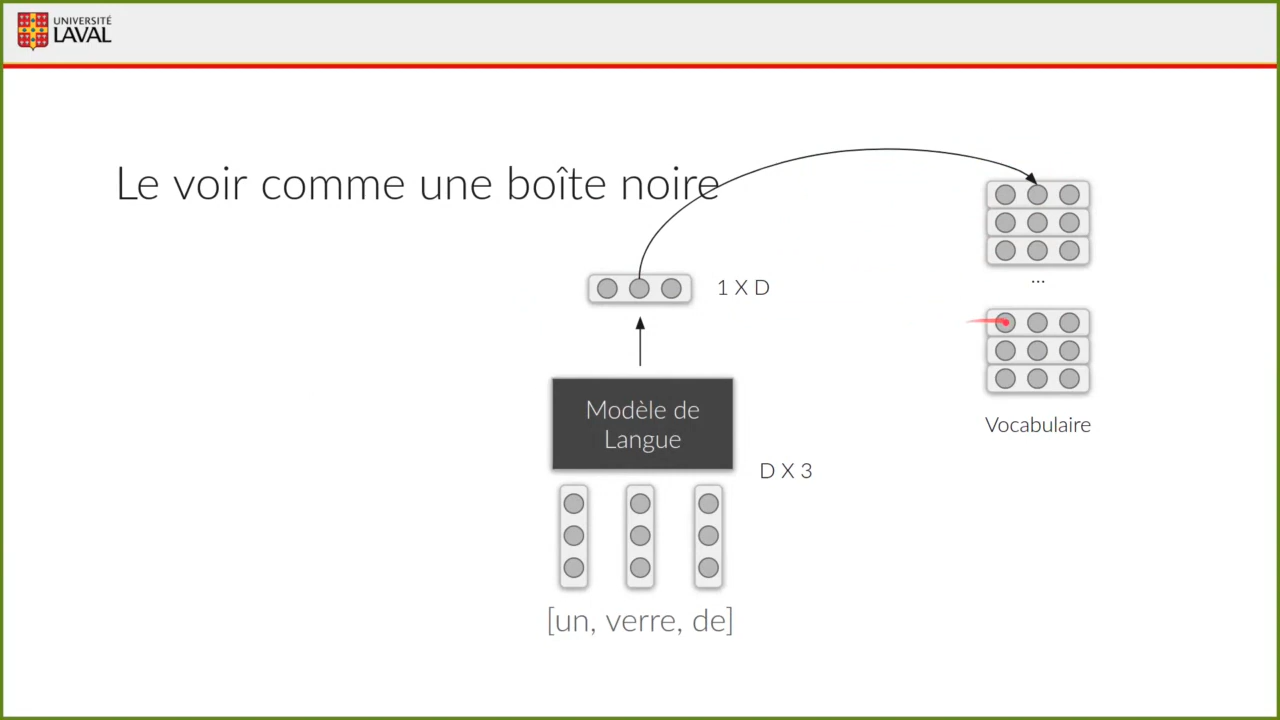 UNIVERSITÉ
LAVAL
Le voir comme une boîte noire
1 X D
...
Modèle de
Langue
Vocabulaire
D X 3
[un, verre, de]